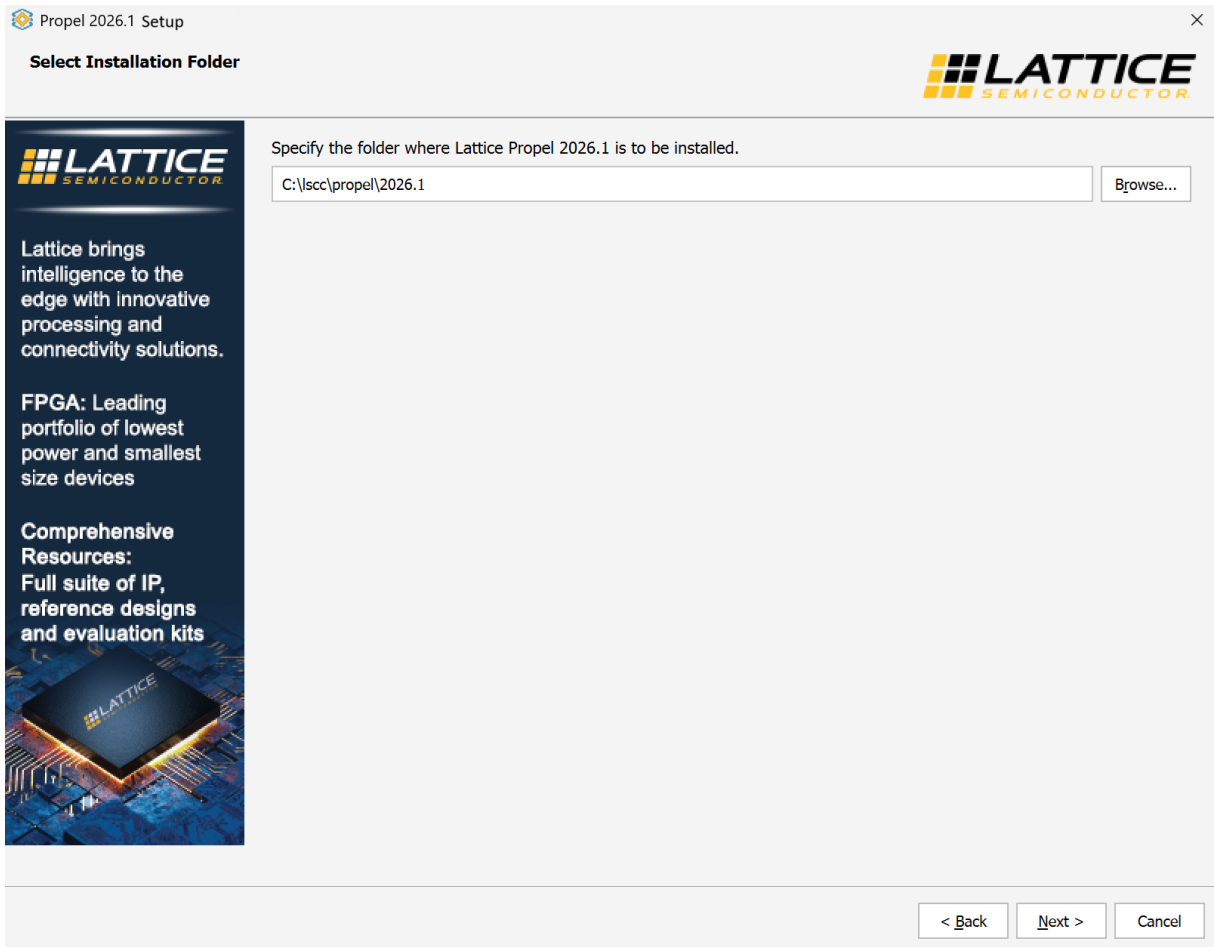 Propel 2026.1 Setup
Select Installation Folder
LATTICE
SEMICONDUCTOR
LATTICE
SEMICONDUCTOR
Lattice brings
intelligence to the
edge with innovative
processing and
connectivity solutions.
FPGA: Leading
portfolio of lowest
power and smallest
size devices
Comprehensive
Resources:
Full suite of IP,
reference designs
and evaluation kits
LATTICE
SEMICONDUCTOR
Specify the folder where Lattice Propel 2026.1 is to be installed.
C:\lscc\propel\2026.1
Browse...
< Back
Next >
Cancel